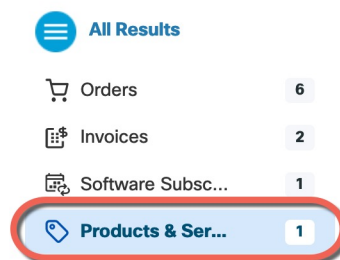 All Results
Orders 6
Invoices 2
Software Subsc... 1
Products & Ser... 1